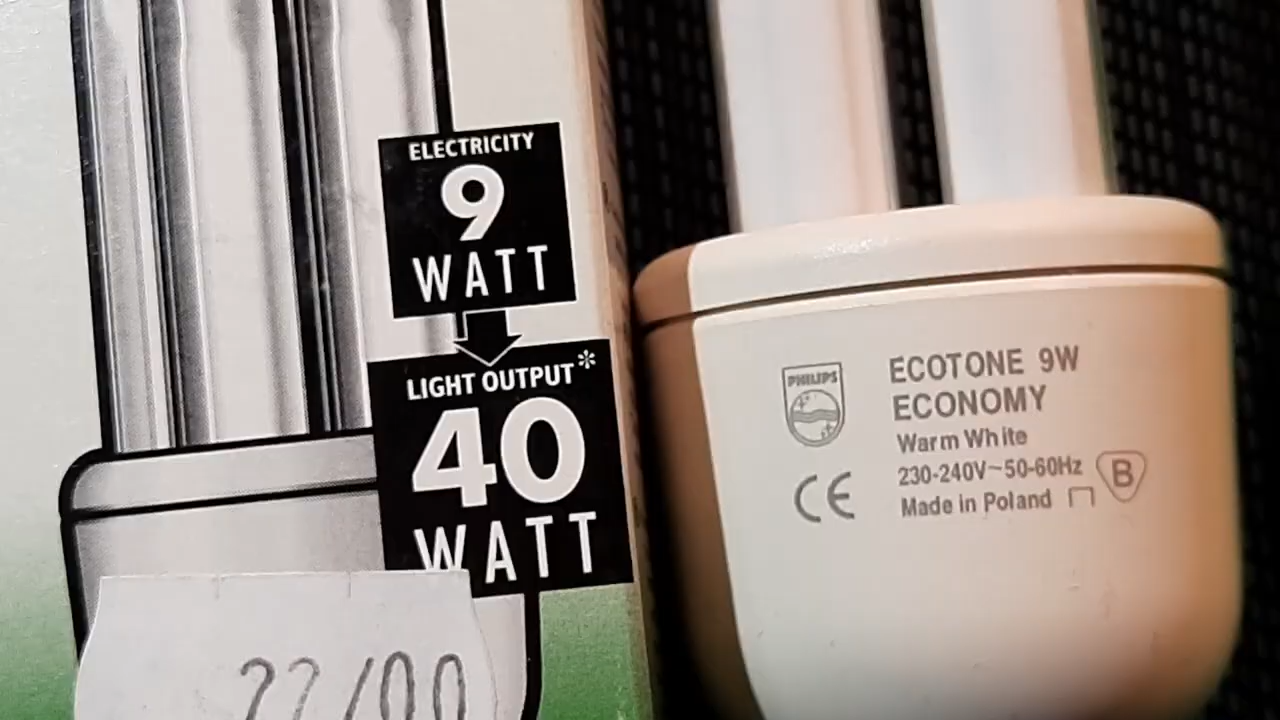 ELECTRICITY
9
WATT
LIGHT OUTPUT*
40
WATT
PHILIPS
ECOTONE 9W
ECONOMY
Warm White
230-240V~50-60Hz
Made in Poland
CE
B